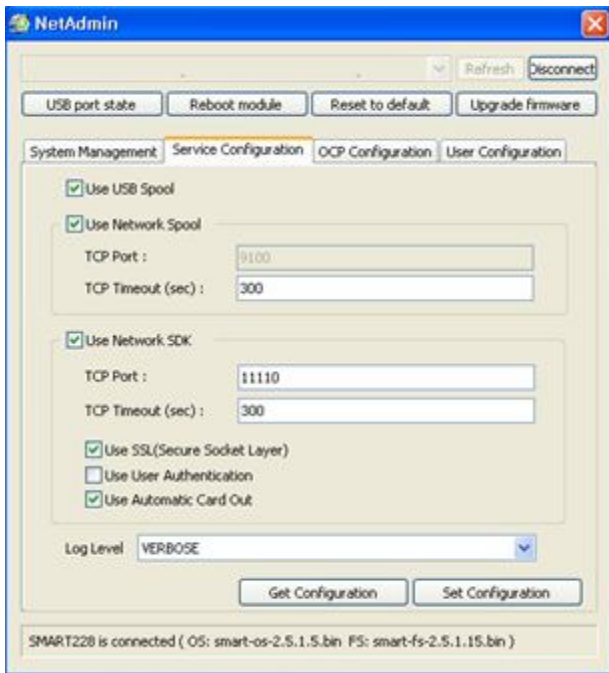 NetAdmin
Refresh Disconnect
USB port state Reboot module Reset to default Upgrade firmware
System Management Service Configuration OCP Configuration User Configuration
Use USB Spool
Use Network Spool
TCP Port : 9100
TCP Timeout (sec) : 300
Use Network SDK
TCP Port : 11110
TCP Timeout (sec) : 300
Use SSL(Secure Socket Layer)
Use User Authentication
Use Automatic Card Out
Log Level VERBOSE
Get Configuration Set Configuration
SMART228 is connected ( OS: smart-os-2.5.1.5.bin FS: smart-fs-2.5.1.15.bin )